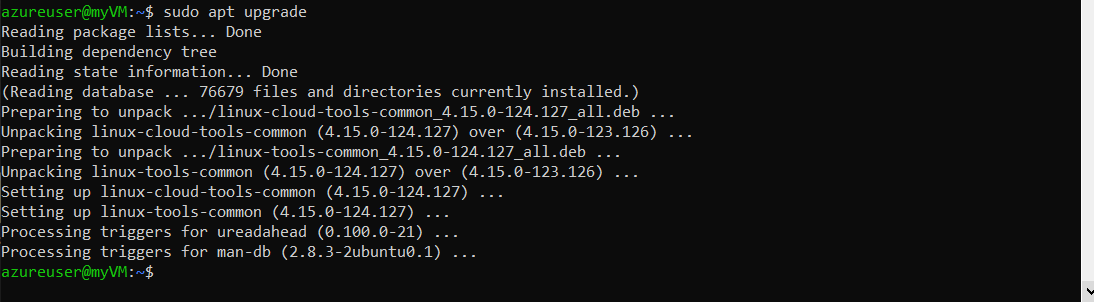 azureuser@myVM:~$ sudo apt upgrade
Reading package lists... Done
Building dependency tree
Reading state information... Done
(Reading database ... 76679 files and directories currently installed.)
Preparing to unpack .../linux-cloud-tools-common_4.15.0-124.127_all.deb ...
Unpacking linux-cloud-tools-common (4.15.0-124.127) over (4.15.0-123.126) ...
Preparing to unpack .../linux-tools-common_4.15.0-124.127_all.deb ...
Unpacking linux-tools-common (4.15.0-124.127) over (4.15.0-123.126) ...
Setting up linux-cloud-tools-common (4.15.0-124.127) ...
Setting up linux-tools-common (4.15.0-124.127) ...
Processing triggers for ureadahead (0.100.0-21) ...
Processing triggers for man-db (2.8.3-2ubuntu0.1) ...
azureuser@myVM:~$